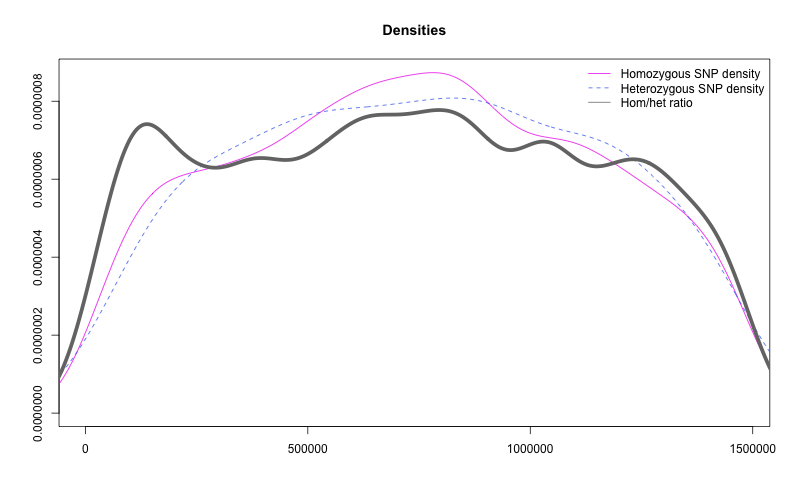 Densities
Homozygous SNP density
Heterozygous SNP density
Hom/het ratio
0.0000008
0.0000006
0.0000004
0.0000002
0.0000000
0
500000
1000000
1500000